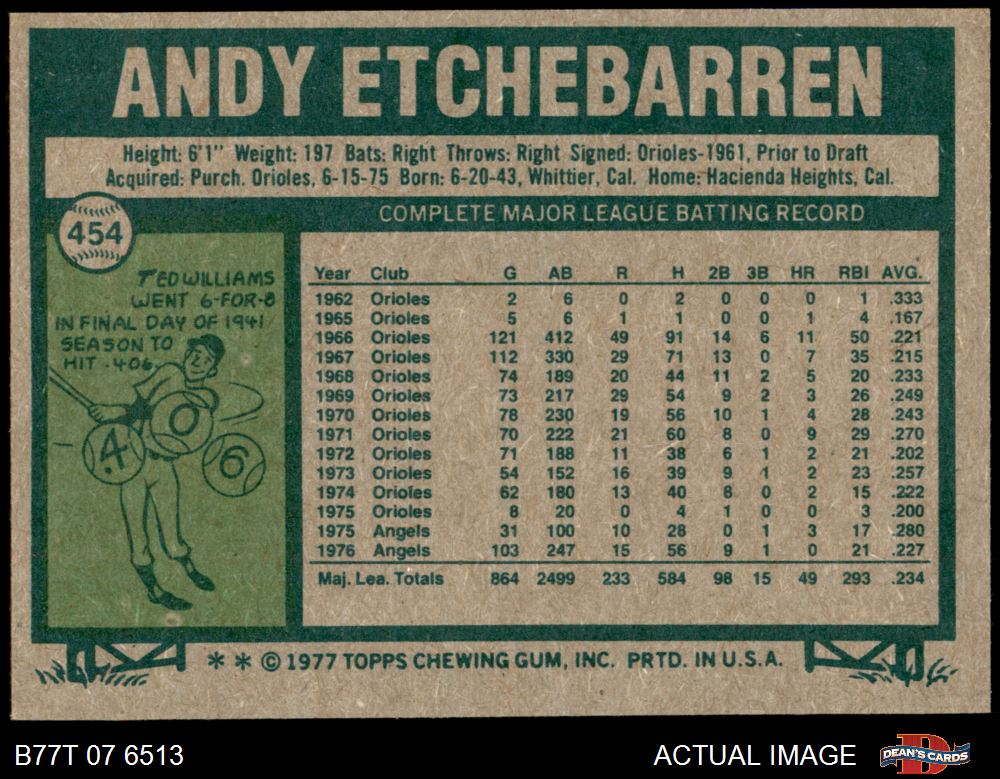 ANDY ETCHEBARREN
Height: 6'1" Weight: 197 Bats: Right Throws: Right Signed: Orioles-1961, Prior to Draft
Acquired: Purch. Orioles, 6-15-75 Born: 6-20-43, Whittier, Cal. Home: Hacienda Heights, Cal.
454
COMPLETE MAJOR LEAGUE BATTING RECORD
TED WILLIAMS
WENT 6-FOR-8
IN FINAL DAY OF 1941
SEASON TO
HIT .406
4 0 6
Year Club G AB R H 2B 3B HR RBI AVG.
1962 Orioles 2 6 0 2 0 0 0 1 .333
1965 Orioles 5 6 1 1 0 0 1 4 .167
1966 Orioles 121 412 49 91 14 6 11 50 .221
1967 Orioles 112 330 29 71 13 0 7 35 .215
1968 Orioles 74 189 20 44 11 2 5 20 .233
1969 Orioles 73 217 29 54 9 2 3 26 .249
1970 Orioles 78 230 19 56 10 1 4 28 .243
1971 Orioles 70 222 21 60 8 0 9 29 .270
1972 Orioles 71 188 11 38 6 1 2 21 .202
1973 Orioles 54 152 16 39 9 1 2 23 .257
1974 Orioles 62 180 13 40 8 0 2 15 .222
1975 Orioles 8 20 0 4 1 0 0 3 .200
1975 Angels 31 100 10 28 0 1 3 17 .280
1976 Angels 103 247 15 56 9 1 0 21 .227
Maj. Lea. Totals 864 2499 233 584 98 15 49 293 .234
* * © 1977 TOPPS CHEWING GUM, INC. PRTD. IN U.S.A.
B77T 07 6513
ACTUAL IMAGE
D
DEAN'S CARDS